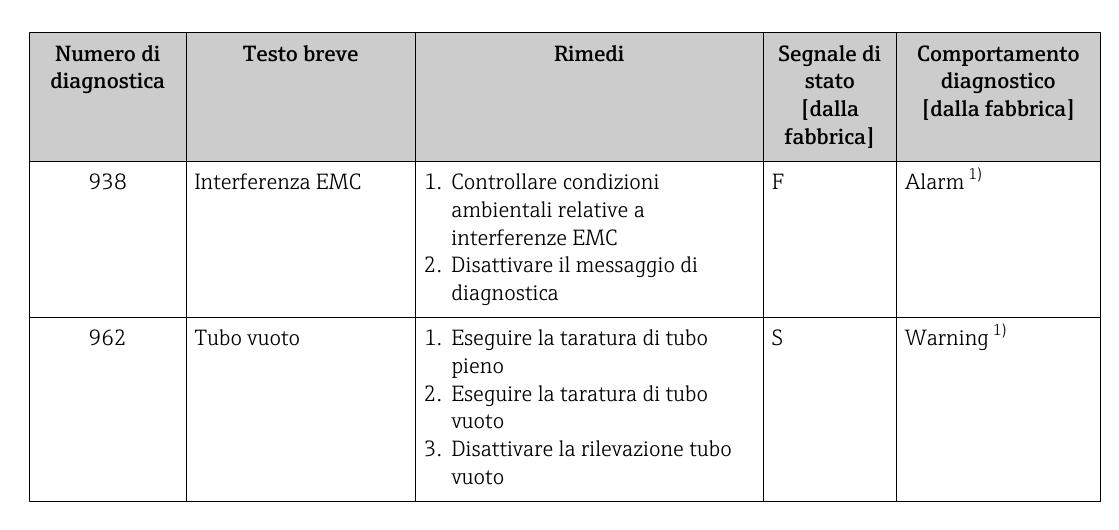 Numero di
diagnostica
Testo breve
Rimedi
Segnale di
stato
[dalla
fabbrica]
Comportamento
diagnostico
[dalla fabbrica]
938
Interferenza EMC
1. Controllare condizioni
ambientali relative a
interferenze EMC
2. Disattivare il messaggio di
diagnostica
F
Alarm 1)
962
Tubo vuoto
1. Eseguire la taratura di tubo
pieno
2. Eseguire la taratura di tubo
vuoto
3. Disattivare la rilevazione tubo
vuoto
S
Warning 1)